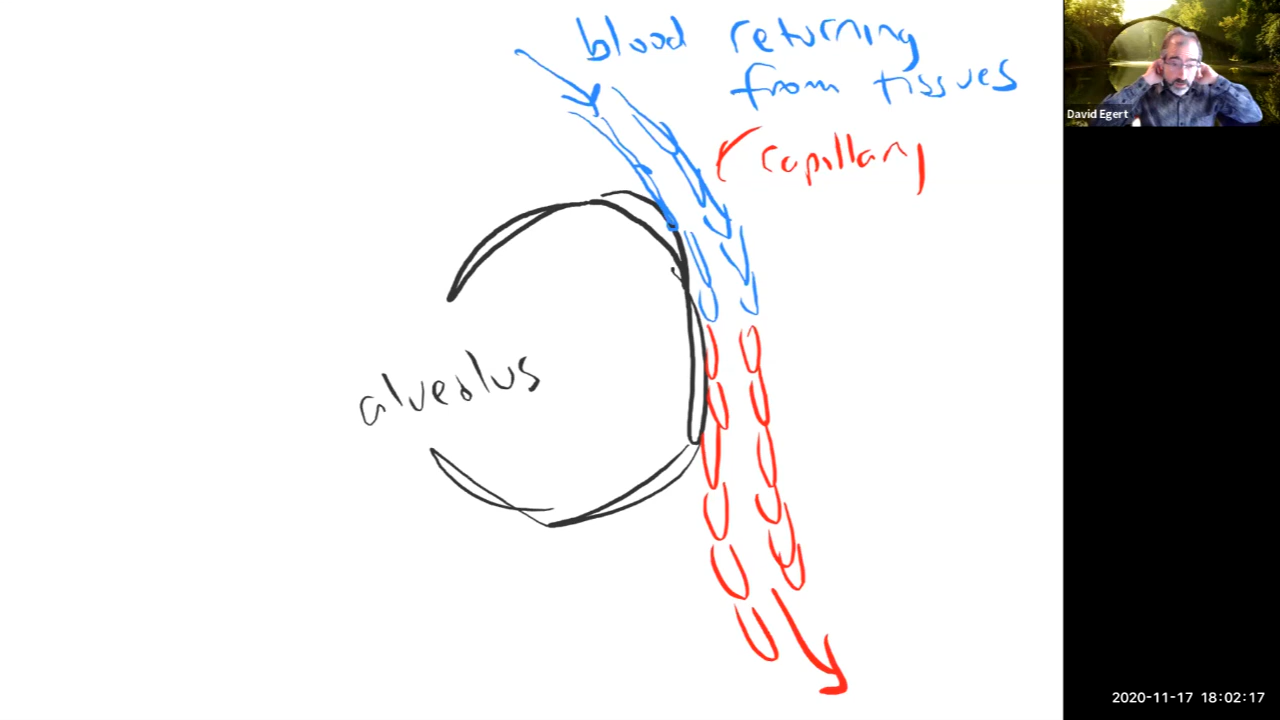 blood returning
from tissues
capillary
alveolus
David Egert
2020-11-17 18:02:17